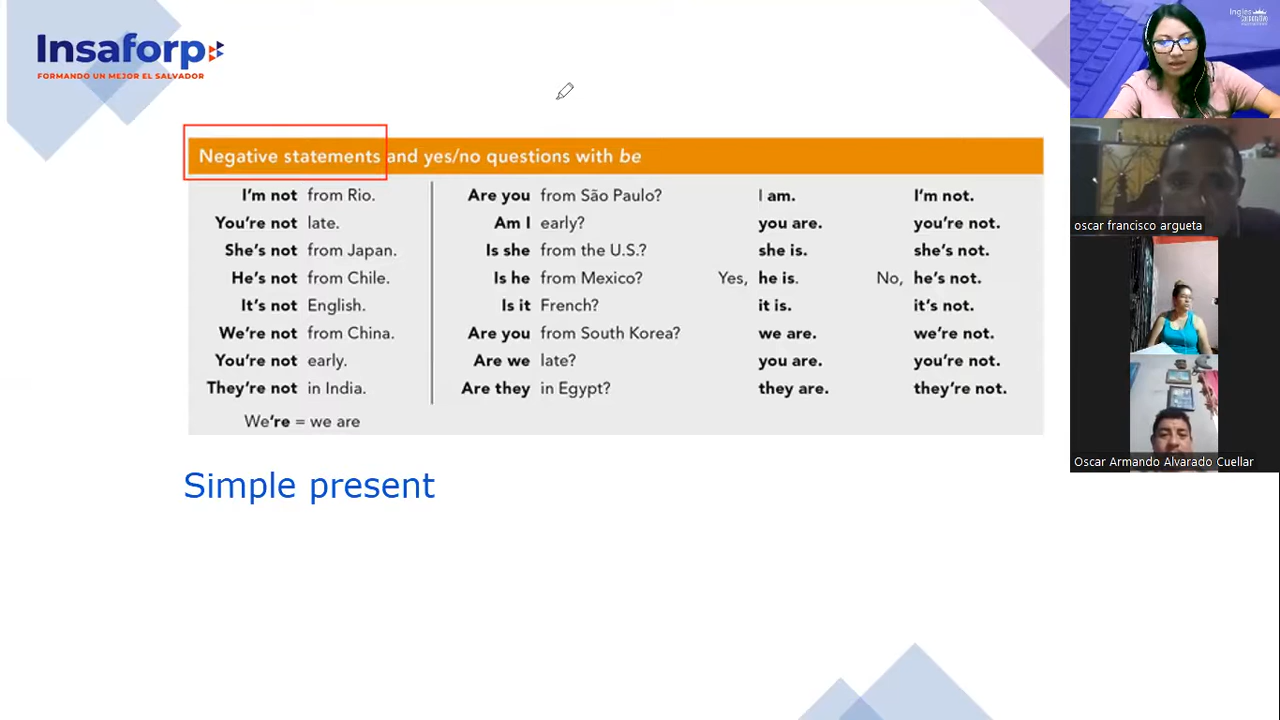 Insaforp
FORMANDO UN MEJOR EL SALVADOR
Negative statements and yes/no questions with be
I'm not from Rio. Are you from São Paulo? I am. I'm not.
You're not late. Am I early? you are. you're not.
She's not from Japan. Is she from the U.S.? she is. she's not.
He's not from Chile. Is he from Mexico? Yes, he is. No, he's not.
It's not English. Is it French? it is. it's not.
We're not from China. Are you from South Korea? we are. we're not.
You're not early. Are we late? you are. you're not.
They're not in India. Are they in Egypt? they are. they're not.
We're = we are
Simple present
oscar francisco argueta
Oscar Armando Alvarado Cuellar